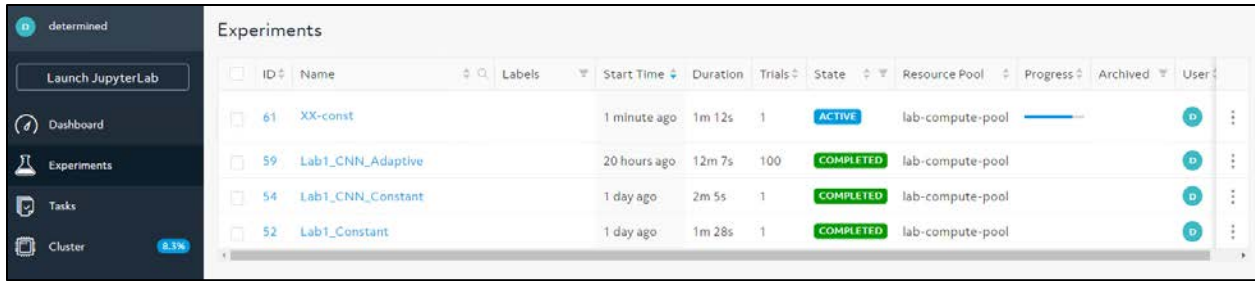 D determined
Experiments
Launch JupyterLab
Dashboard
Experiments
Tasks
Cluster 8.3%
ID Name Labels Start Time Duration Trials State Resource Pool Progress Archived User
61 XX-const 1 minute ago 1m 12s 1 ACTIVE lab-compute-pool D
59 Lab1_CNN_Adaptive 20 hours ago 12m 7s 100 COMPLETED lab-compute-pool D
54 Lab1_CNN_Constant 1 day ago 2m 5s 1 COMPLETED lab-compute-pool D
52 Lab1_Constant 1 day ago 1m 28s 1 COMPLETED lab-compute-pool D